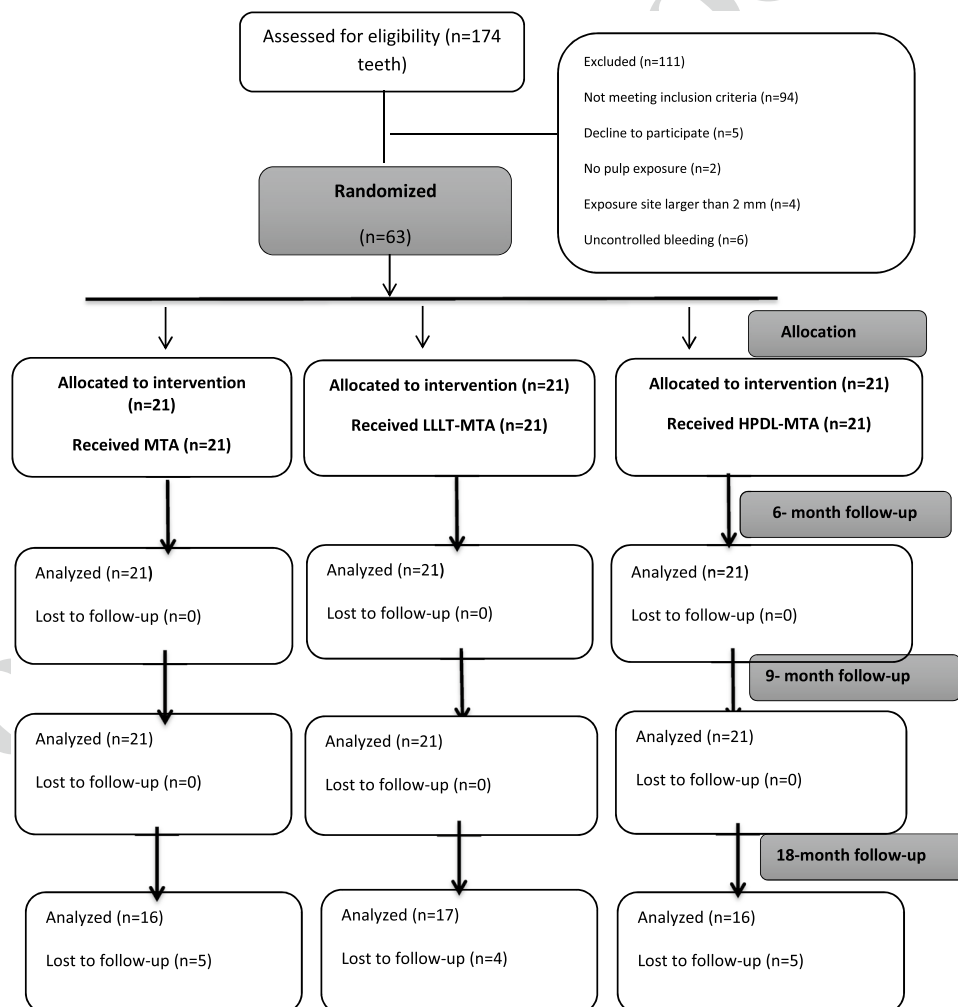 Assessed for eligibility (n=174
teeth)
Excluded (n=111)
Not meeting inclusion criteria (n=94)
Decline to participate (n=5)
No pulp exposure (n=2)
Exposure site larger than 2 mm (n=4)
Uncontrolled bleeding (n=6)
Randomized
(n=63)
Allocation
Allocated to intervention
(n=21)
Received MTA (n=21)
Allocated to intervention (n=21)
Received LLLT-MTA (n=21)
Allocated to intervention (n=21)
Received HPDL-MTA (n=21)
6- month follow-up
Analyzed (n=21)
Lost to follow-up (n=0)
Analyzed (n=21)
Lost to follow-up (n=0)
Analyzed (n=21)
Lost to follow-up (n=0)
9- month follow-up
Analyzed (n=21)
Lost to follow-up (n=0)
Analyzed (n=21)
Lost to follow-up (n=0)
Analyzed (n=21)
Lost to follow-up (n=0)
18-month follow-up
Analyzed (n=16)
Lost to follow-up (n=5)
Analyzed (n=17)
Lost to follow-up (n=4)
Analyzed (n=16)
Lost to follow-up (n=5)